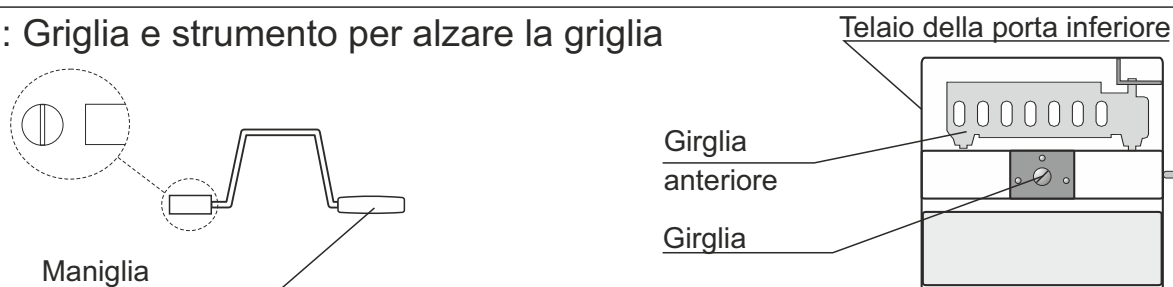 : Griglia e strumento per alzare la griglia
Telaio della porta inferiore
Girglia
anteriore
Girglia
Maniglia